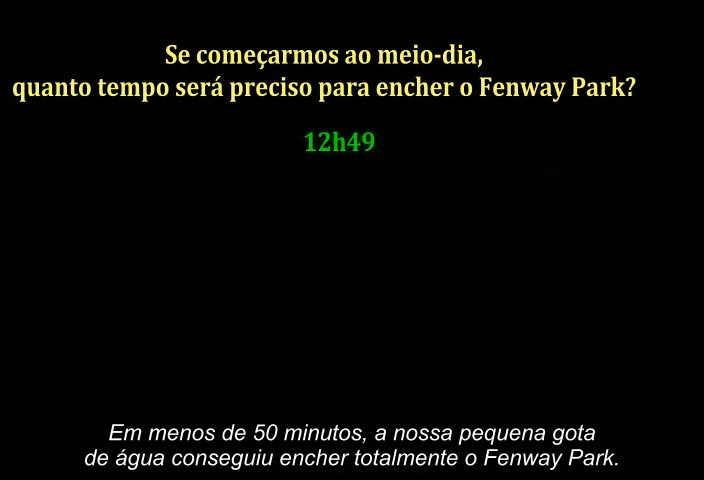 Se começarmos ao meio-dia,
quanto tempo será preciso para encher o Fenway Park?
12h49
Em menos de 50 minutos, a nossa pequena gota
de água conseguiu encher totalmente o Fenway Park.